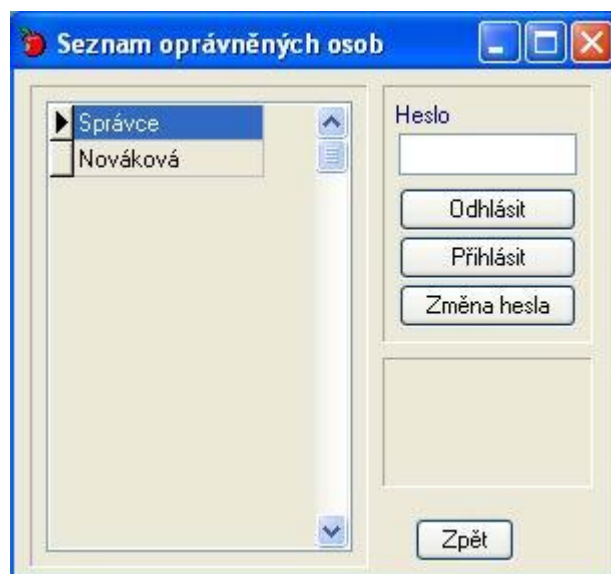 Seznam oprávněných osob
Správce
Nováková
Heslo
Odhlásit
Přihlásit
Změna hesla
Zpět